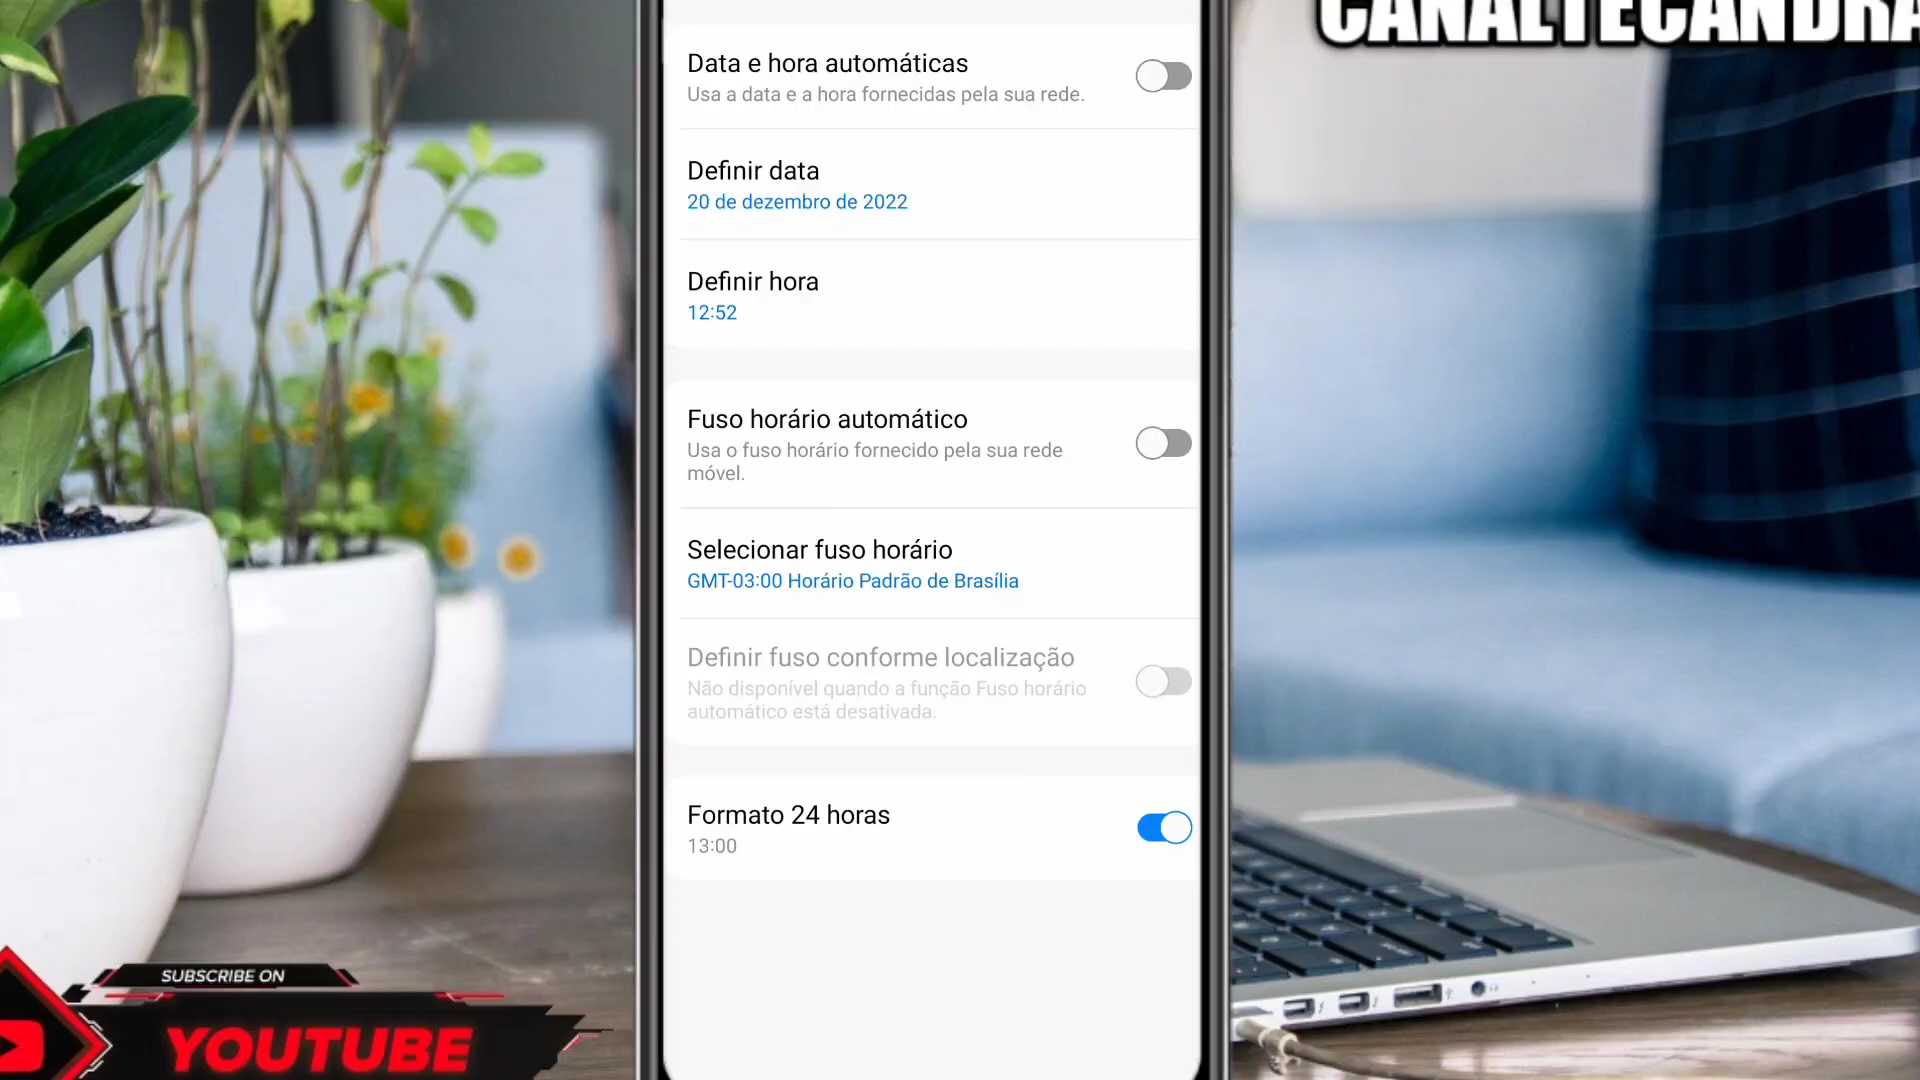 CANALTECANDRA
Data e hora automáticas
Usa a data e a hora fornecidas pela sua rede.
Definir data
20 de dezembro de 2022
Definir hora
12:52
Fuso horário automático
Usa o fuso horário fornecido pela sua rede
móvel.
Selecionar fuso horário
GMT-03:00 Horário Padrão de Brasília
Definir fuso conforme localização
Não disponível quando a função Fuso horário
automático está desativada.
Formato 24 horas
13:00
SUBSCRIBE ON
YOUTUBE